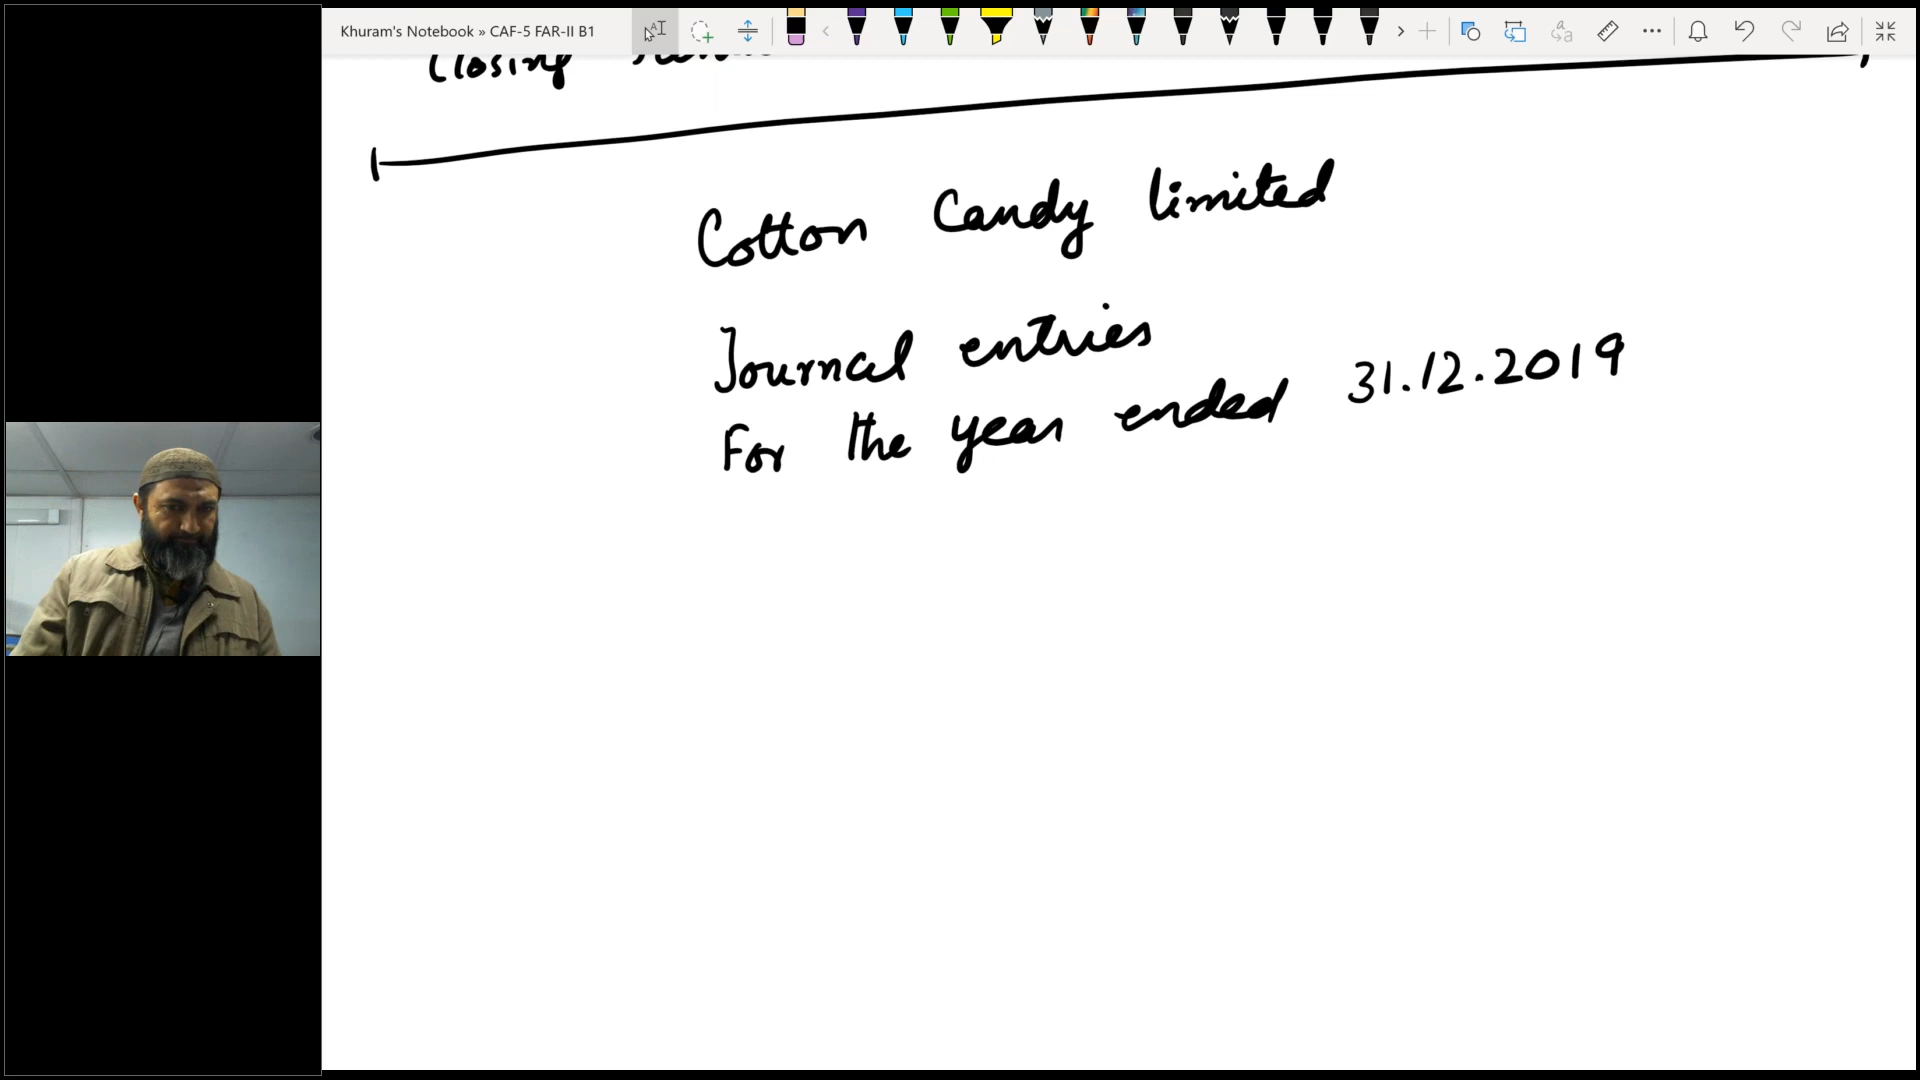 Khuram's Notebook » CAF-5 FAR-II B1
Closing
Cotton Candy limited
Journal entries
For the year ended 31.12.2019